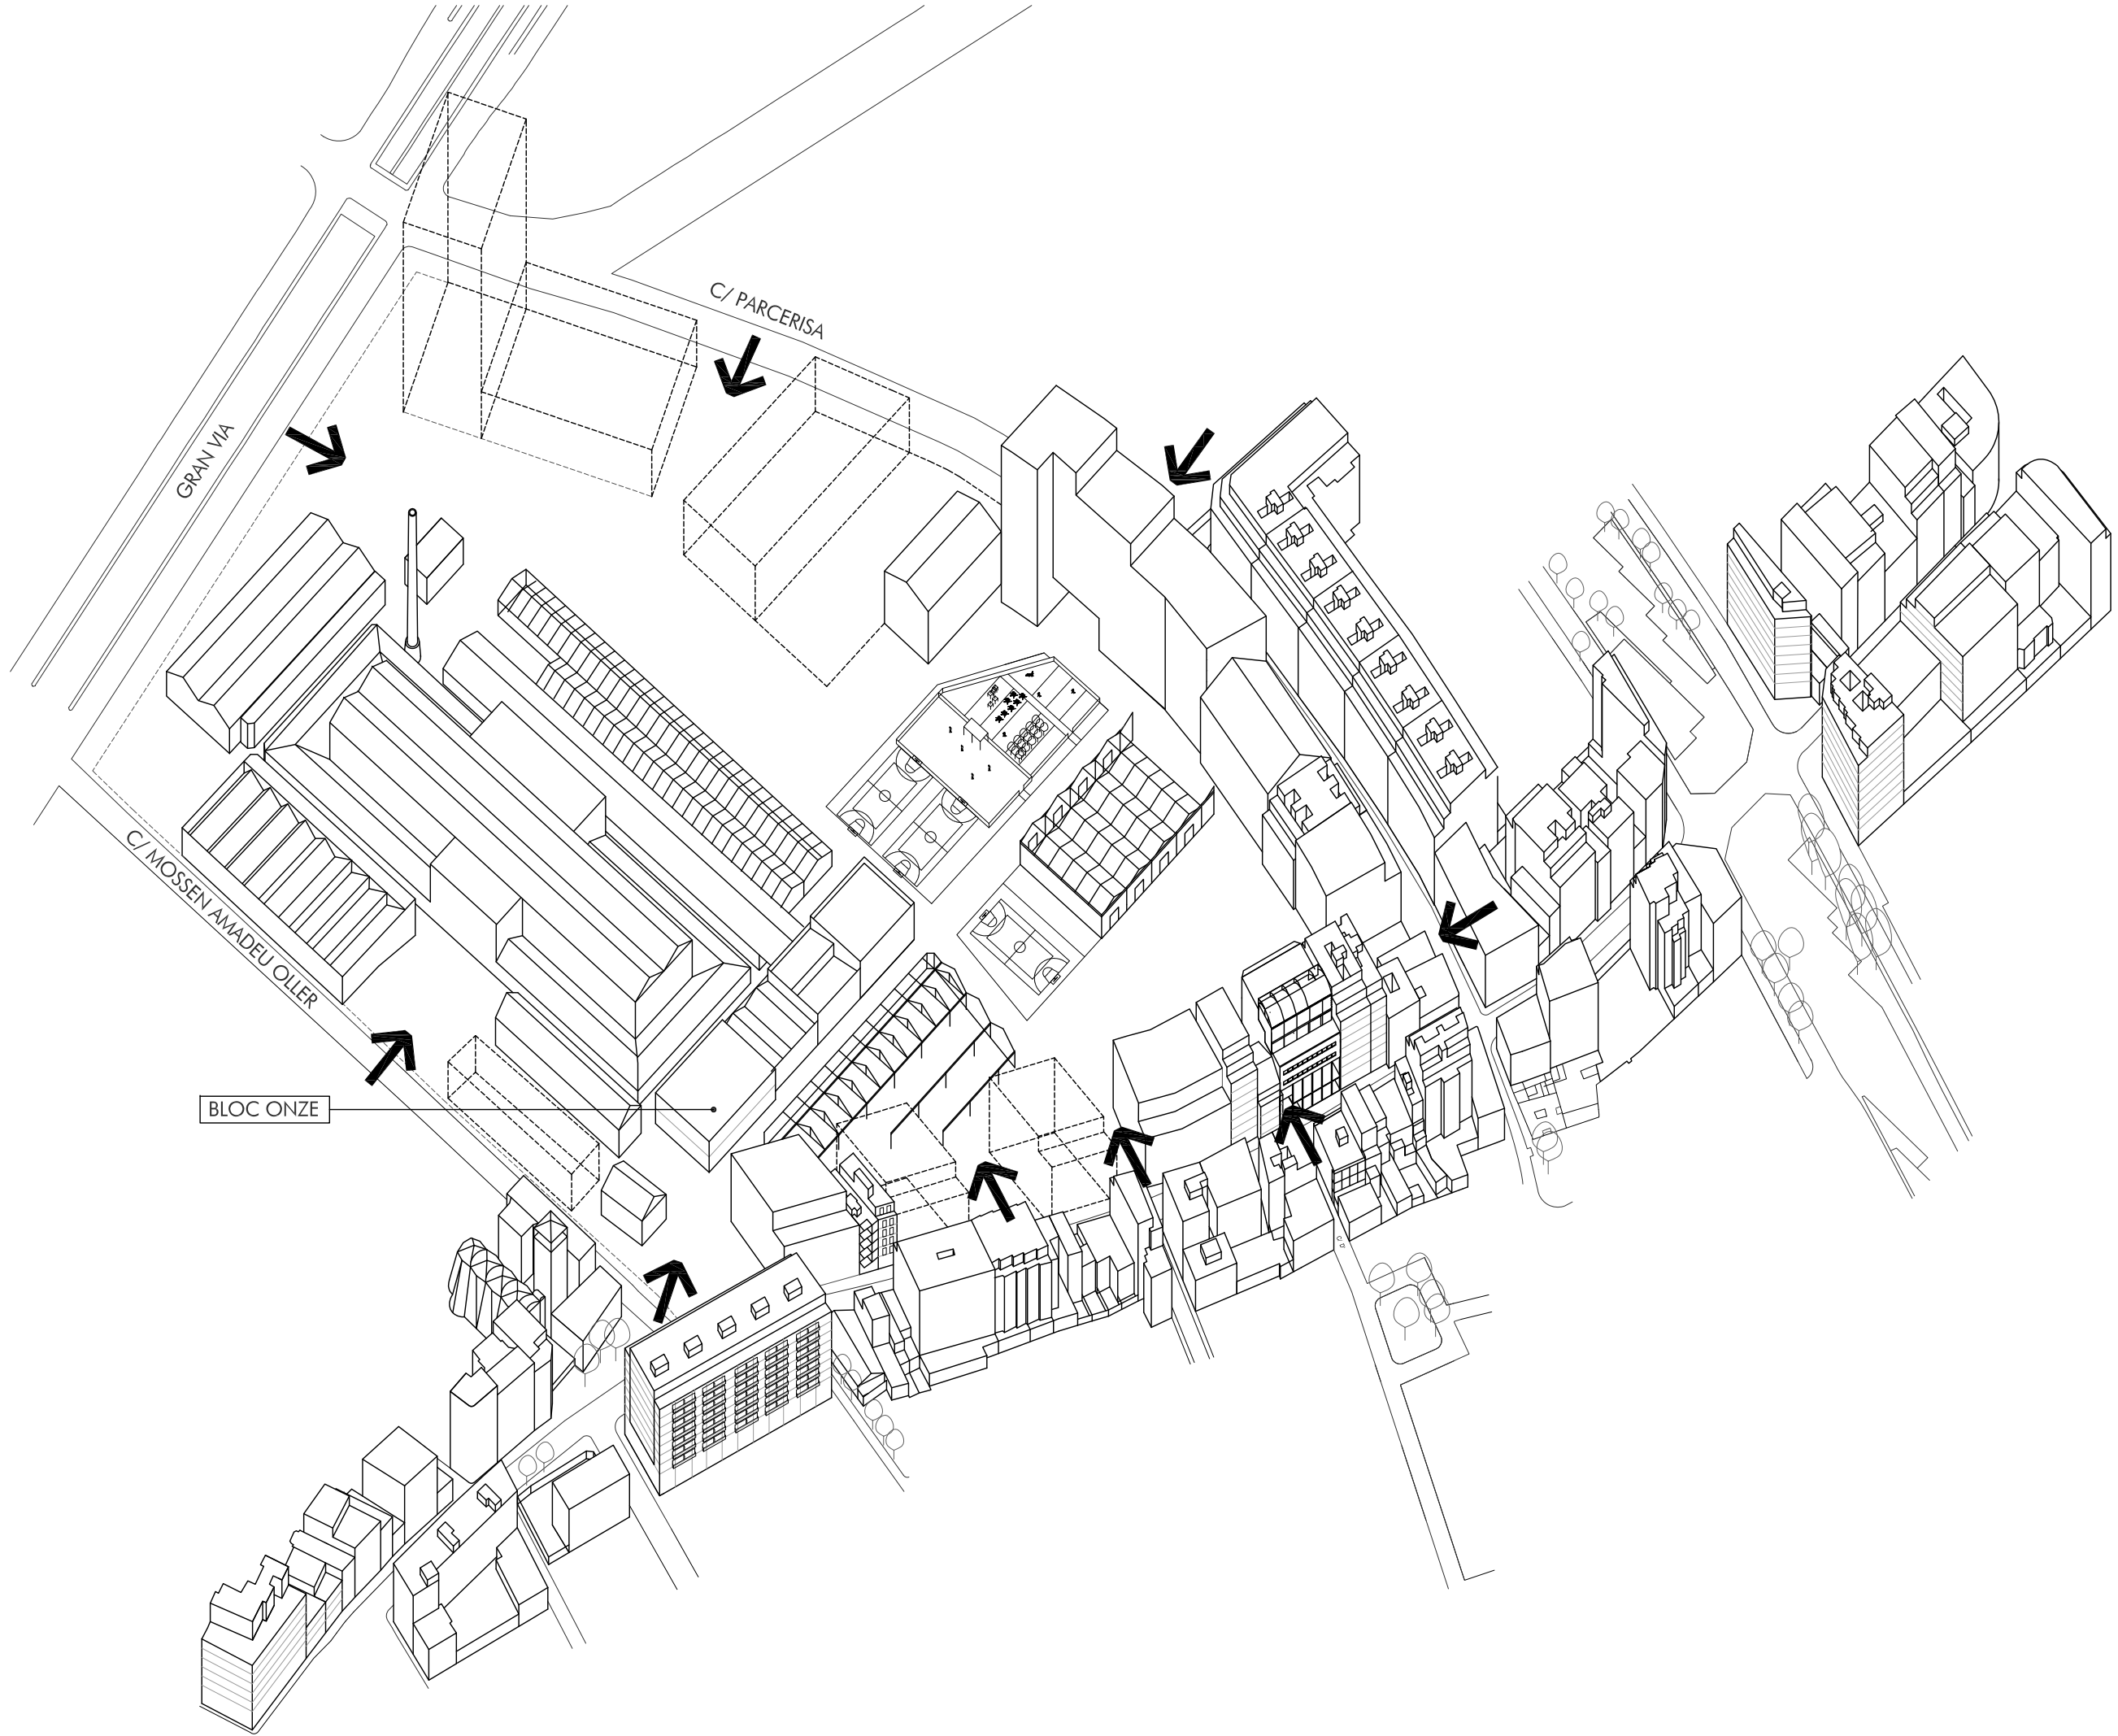 C/ PARCERISA
GRAN VIA
C/ MOSSEN AMADEU OLLER
BLOC ONZE